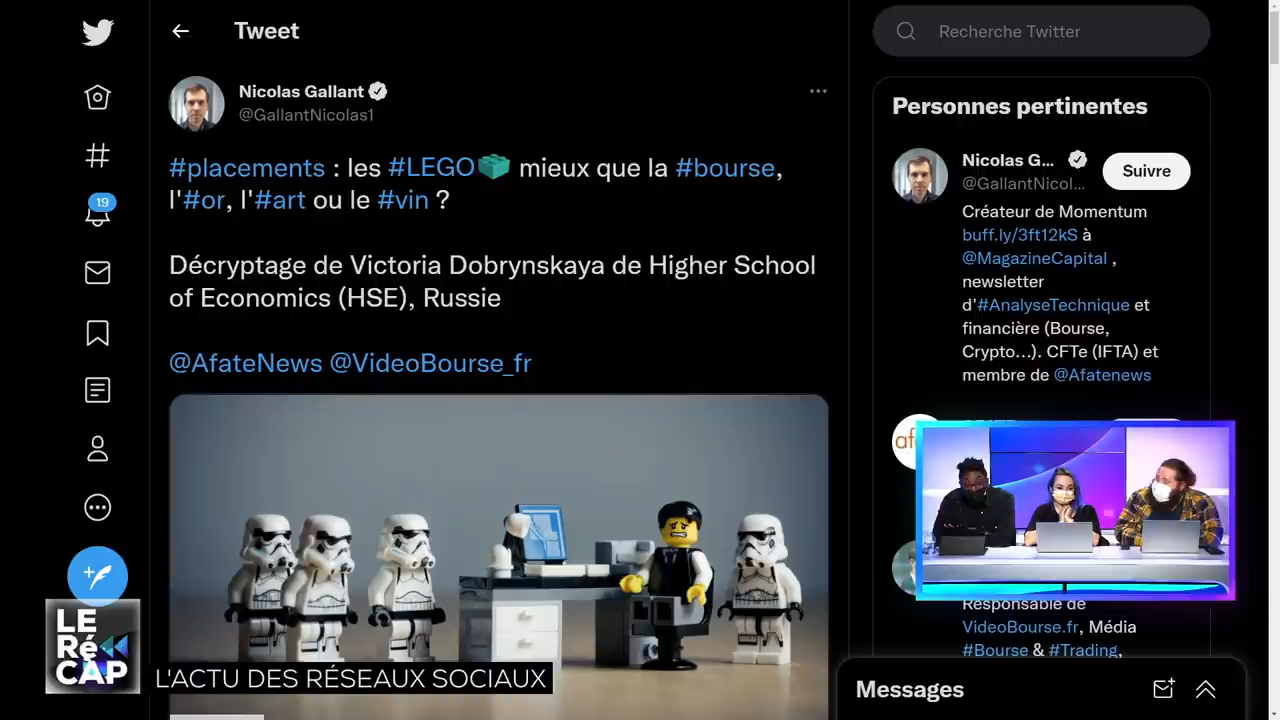 Tweet
Nicolas Gallant
@GallantNicolas1
#placements : les #LEGO mieux que la #bourse,
l'#or, l'#art ou le #vin ?
Décryptage de Victoria Dobrynskaya de Higher School
of Economics (HSE), Russie
@AfateNews @VideoBourse_fr
19
Recherche Twitter
Personnes pertinentes
Nicolas G...
@GallantNicol...
Suivre
Créateur de Momentum
buff.ly/3ft12kS à
@MagazineCapital ,
newsletter
d'#AnalyseTechnique et
financière (Bourse,
Crypto...). CFTe (IFTA) et
membre de @Afatenews
af
Responsable de
VideoBourse.fr, Média
#Bourse & #Trading,
Messages
LE
Ré
CAP
L'ACTU DES RÉSEAUX SOCIAUX